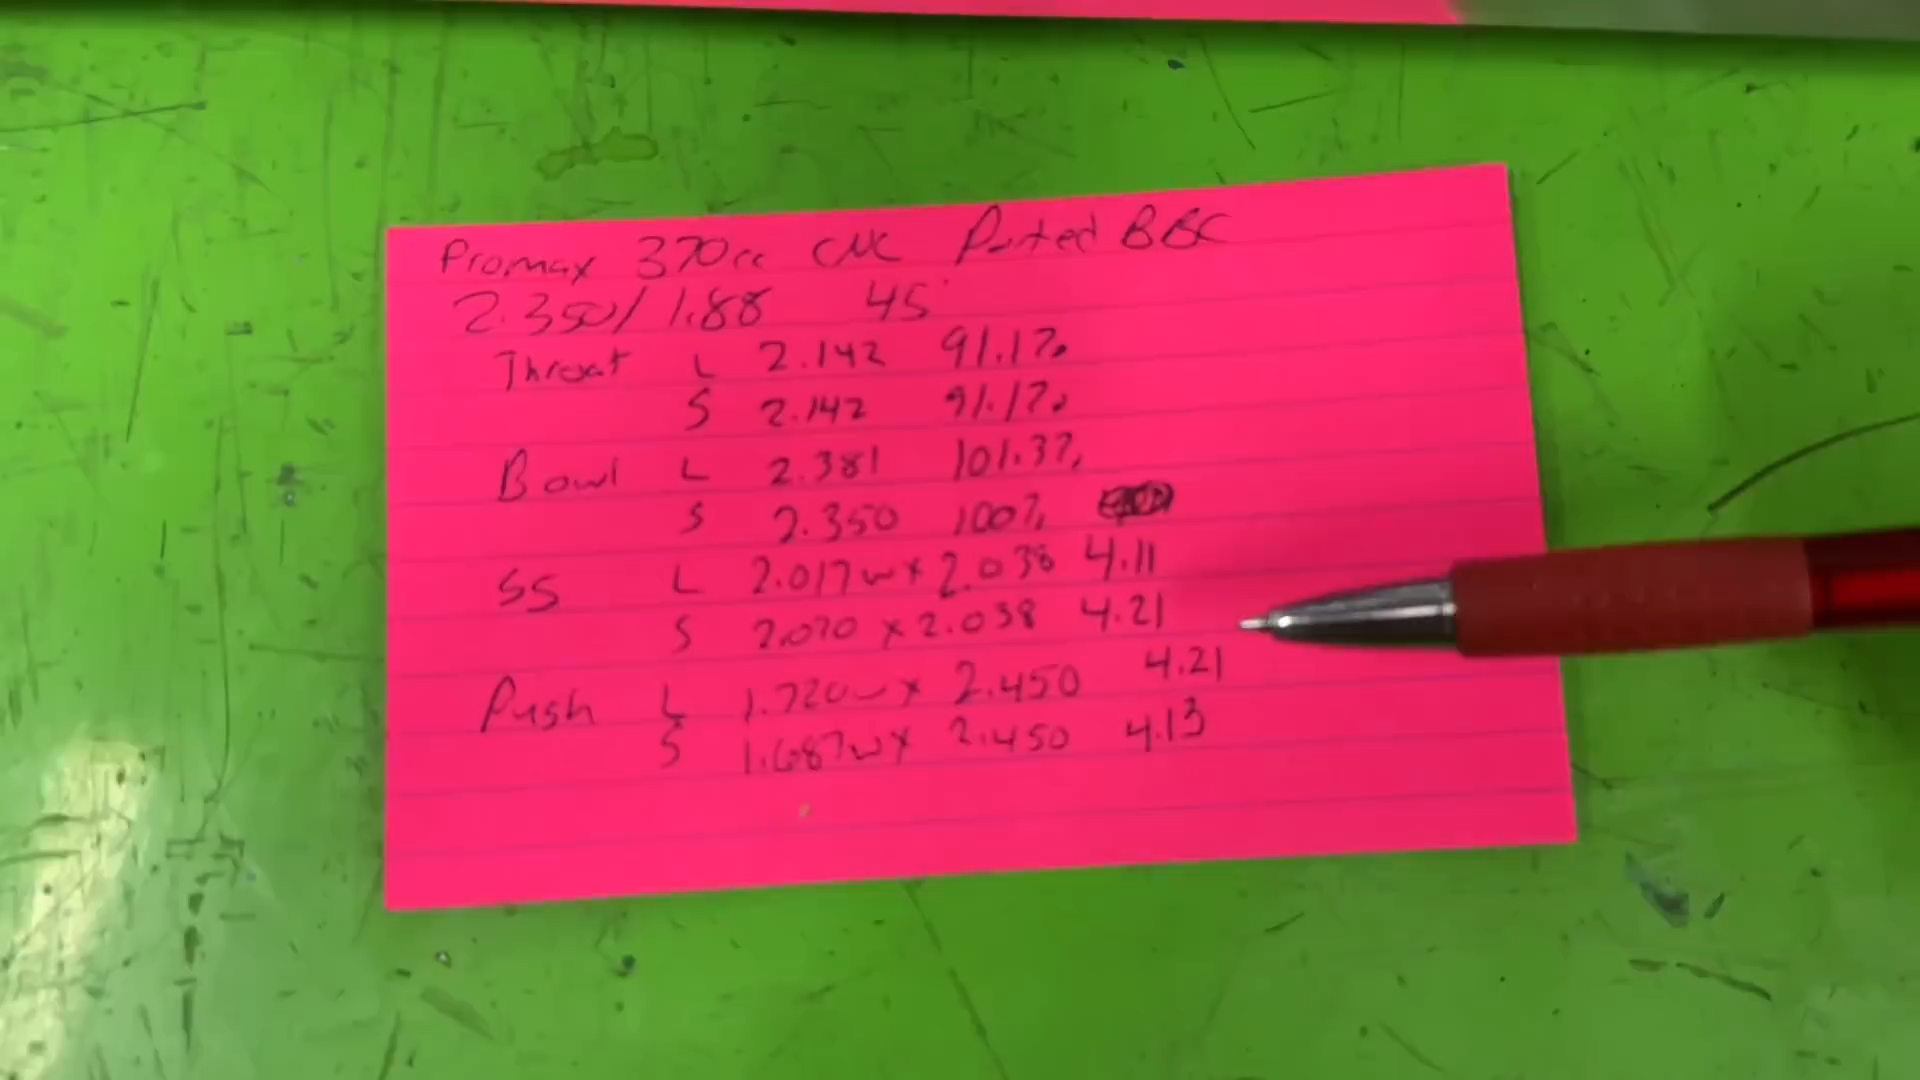 Promax 370cc CNC Ported BBC
2.350/ 1.88 45°
Throat L 2.142 91.1%
S 2.142 91.1%
Bowl L 2.381 101.3%
S 2.350 100%
SS L 2.017w x 2.038 4.11
S 2.070 x 2.038 4.21
Push L 1.720w x 2.450 4.21
S 1.687w x 2.450 4.13